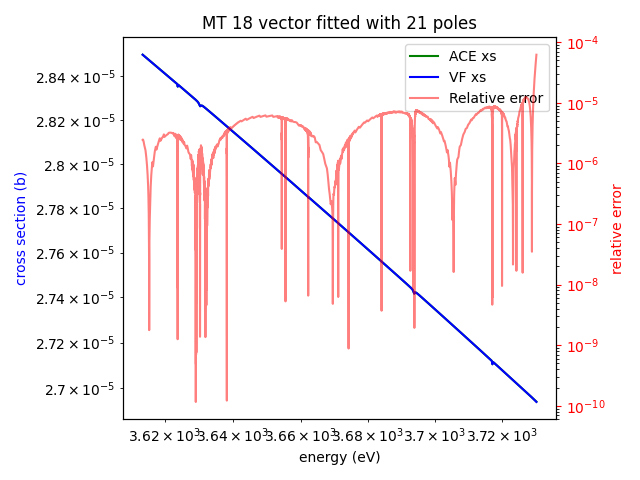 MT 18 vector fitted with 21 poles
ACE xs
VF xs
Relative error
cross section (b)
2.84 × 10⁻⁵
2.82 × 10⁻⁵
2.8 × 10⁻⁵
2.78 × 10⁻⁵
2.76 × 10⁻⁵
2.74 × 10⁻⁵
2.72 × 10⁻⁵
2.7 × 10⁻⁵
10⁻⁴
10⁻⁵
10⁻⁶
10⁻⁷
10⁻⁸
10⁻⁹
10⁻¹⁰
relative error
3.62 × 10³ 3.64 × 10³ 3.66 × 10³ 3.68 × 10³ 3.7 × 10³ 3.72 × 10³
energy (eV)